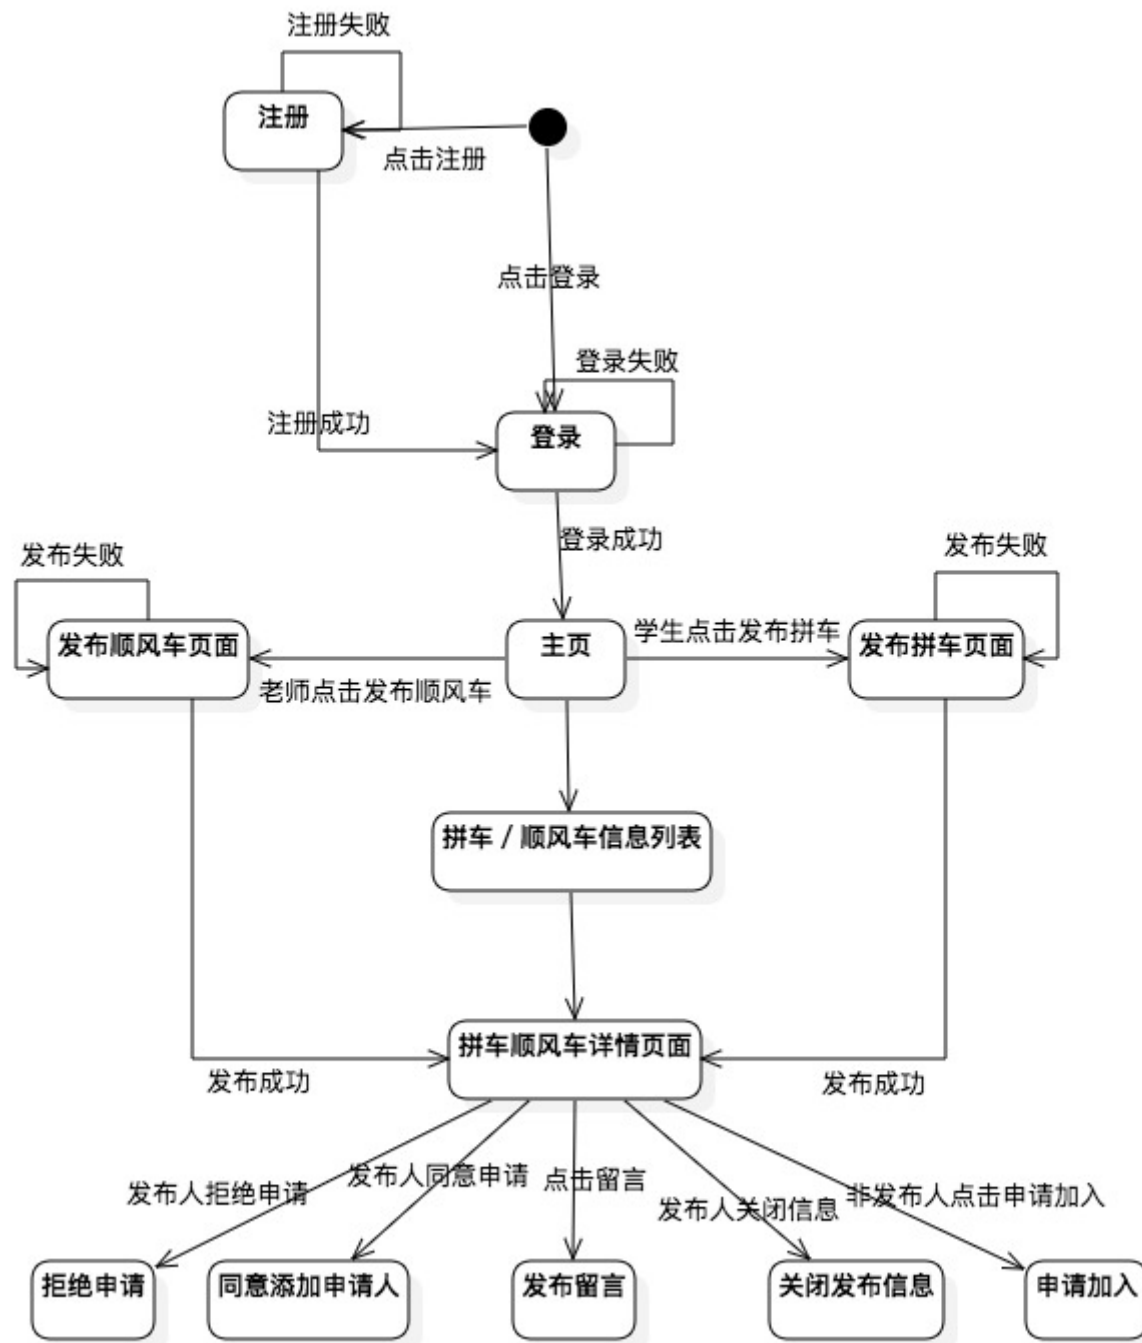 注册失败
注册
点击注册
点击登录
登录失败
注册成功
登录
登录成功
发布失败
发布失败
发布顺风车页面
主页
学生点击发布拼车
发布拼车页面
老师点击发布顺风车
拼车 / 顺风车信息列表
拼车顺风车详情页面
发布成功
发布成功
发布人拒绝申请
发布人同意申请
点击留言
发布人关闭信息
非发布人点击申请加入
拒绝申请
同意添加申请人
发布留言
关闭发布信息
申请加入